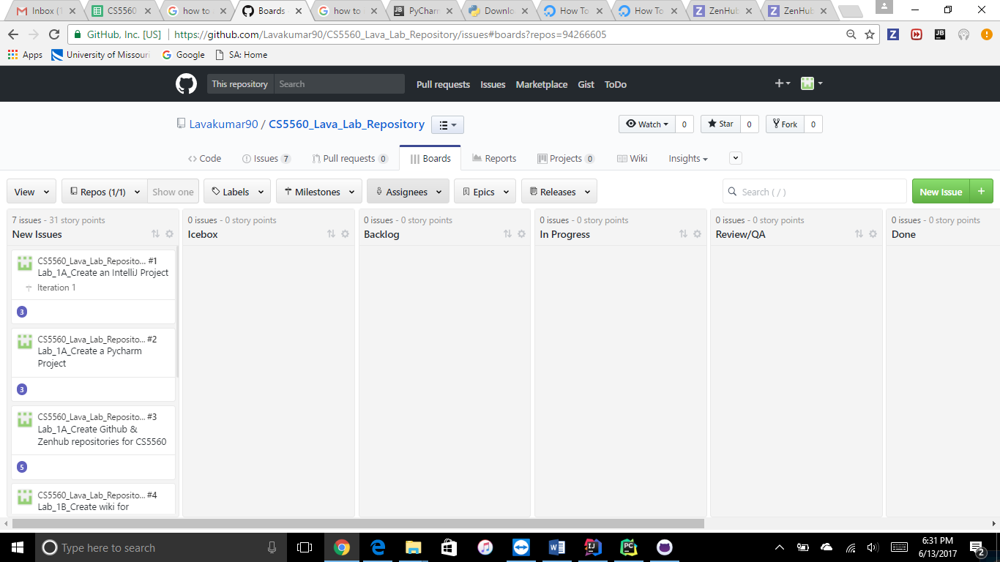 Inbox (1
CS5560
how to
Boards
how to
PyCharm
Downlo
How To
How To
ZenHub
ZenHub
GitHub, Inc. [US] https://github.com/Lavakumar90/CS5560_Lava_Lab_Repository/issues#boards?repos=94266605
Apps University of Missouri Google SA: Home
This repository Search Pull requests Issues Marketplace Gist ToDo
Lavakumar90 / CS5560_Lava_Lab_Repository Watch 0 Star 0 Fork 0
Code Issues 7 Pull requests 0 Boards Reports Projects 0 Wiki Insights
View Repos (1/1) Show one Labels Milestones Assignees Epics Releases Search ( / ) New Issue +
7 issues - 31 story points
New Issues
CS5560_Lava_Lab_Reposito... #1
Lab_1A_Create an IntelliJ Project
Iteration 1
3
CS5560_Lava_Lab_Reposito... #2
Lab_1A_Create a Pycharm
Project
3
CS5560_Lava_Lab_Reposito... #3
Lab_1A_Create Github &
Zenhub repositories for CS5560
5
CS5560_Lava_Lab_Reposito... #4
Lab_1B_Create wiki for
0 issues - 0 story points
Icebox
0 issues - 0 story points
Backlog
0 issues - 0 story points
In Progress
0 issues - 0 story points
Review/QA
0 issues - 0 story points
Done
Type here to search
6:31 PM
6/13/2017
2